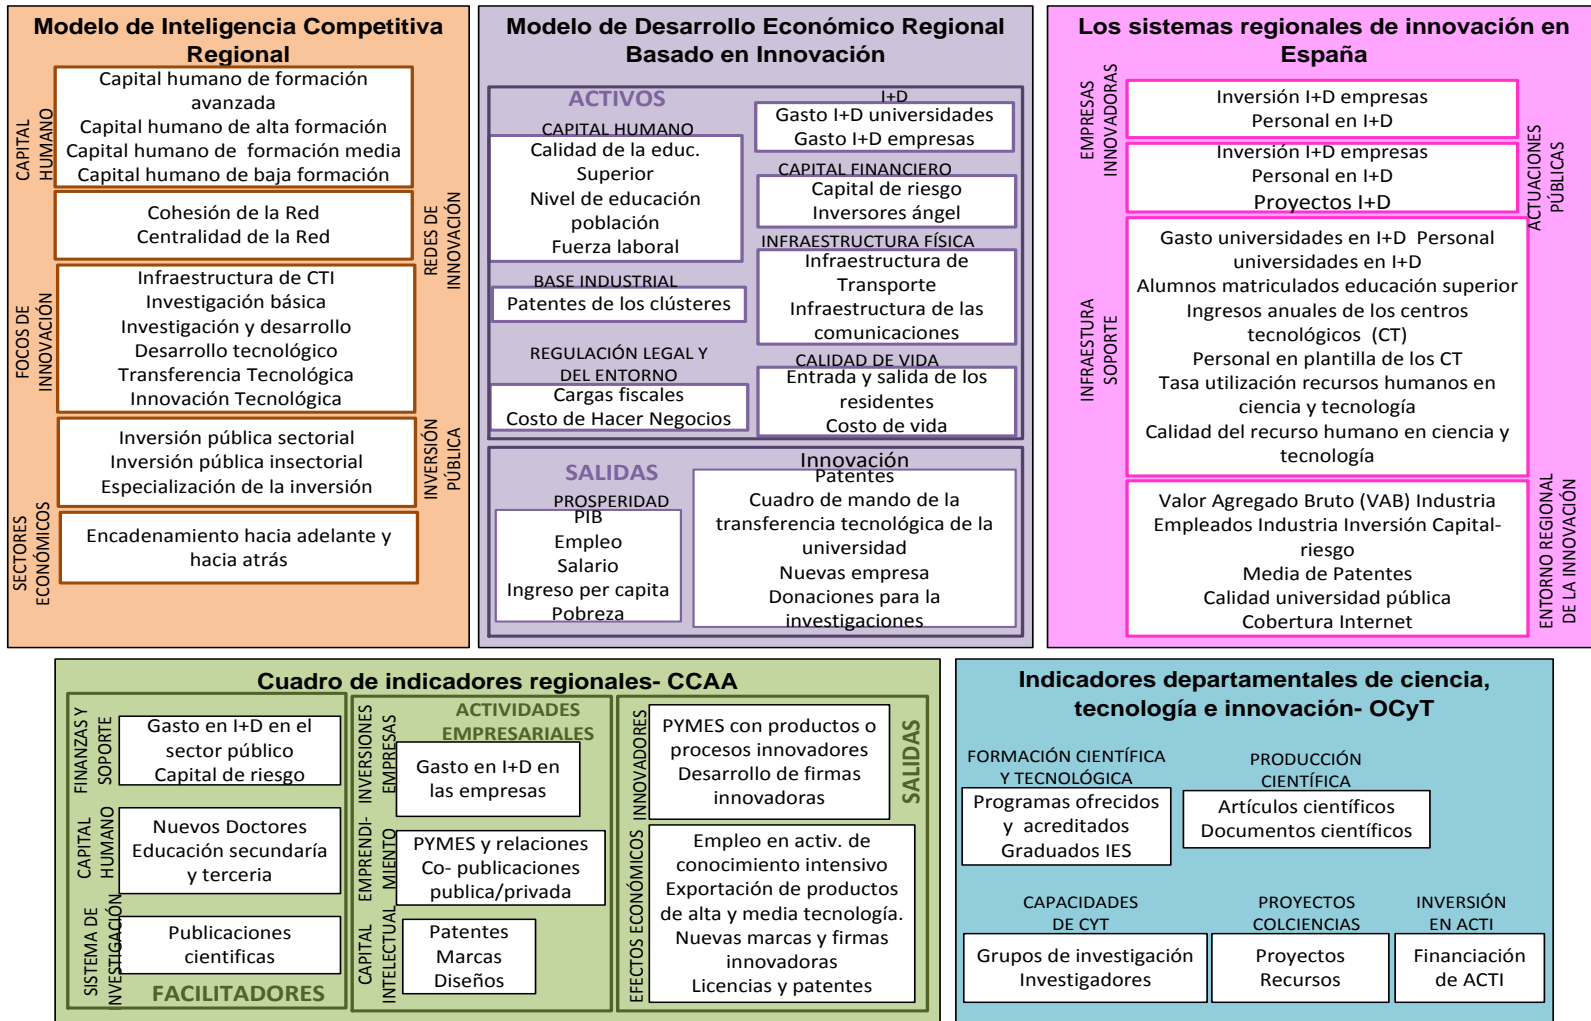 Modelo de Inteligencia Competitiva
Regional
CAPITAL
HUMANO
Capital humano de formación
avanzada
Capital humano de alta formación
Capital humano de formación media
Capital humano de baja formación
REDES DE
INNOVACIÓN
Cohesión de la Red
Centralidad de la Red
FOCOS DE
INNOVACIÓN
Infraestructura de CTI
Investigación básica
Investigación y desarrollo
Desarrollo tecnológico
Transferencia Tecnológica
Innovación Tecnológica
INVERSIÓN
PÚBLICA
Inversión pública sectorial
Inversión pública insectorial
Especialización de la inversión
SECTORES
ECONÓMICOS
Encadenamiento hacia adelante y
hacia atrás
Modelo de Desarrollo Económico Regional
Basado en Innovación
ACTIVOS
CAPITAL HUMANO
Calidad de la educ.
Superior
Nivel de educación
población
Fuerza laboral
BASE INDUSTRIAL
Patentes de los clústeres
REGULACIÓN LEGAL Y
DEL ENTORNO
Cargas fiscales
Costo de Hacer Negocios
I+D
Gasto I+D universidades
Gasto I+D empresas
CAPITAL FINANCIERO
Capital de riesgo
Inversores ángel
INFRAESTRUCTURA FÍSICA
Infraestructura de
Transporte
Infraestructura de las
comunicaciones
CALIDAD DE VIDA
Entrada y salida de los
residentes
Costo de vida
SALIDAS
PROSPERIDAD
PIB
Empleo
Salario
Ingreso per capita
Pobreza
Innovación
Patentes
Cuadro de mando de la
transferencia tecnológica de la
universidad
Nuevas empresa
Donaciones para la
investigaciones
Los sistemas regionales de innovación en
España
EMPRESAS
INNOVADORAS
Inversión I+D empresas
Personal en I+D
ACTUACIONES
PÚBLICAS
Inversión I+D empresas
Personal en I+D
Proyectos I+D
INFRAESTURA
SOPORTE
Gasto universidades en I+D Personal
universidades en I+D
Alumnos matriculados educación superior
Ingresos anuales de los centros
tecnológicos (CT)
Personal en plantilla de los CT
Tasa utilización recursos humanos en
ciencia y tecnología
Calidad del recurso humano en ciencia y
tecnología
ENTORNO REGIONAL
DE LA INNOVACIÓN
Valor Agregado Bruto (VAB) Industria
Empleados Industria Inversión Capital-
riesgo
Media de Patentes
Calidad universidad pública
Cobertura Internet
Cuadro de indicadores regionales- CCAA
FINANZAS Y
SOPORTE
Gasto en I+D en el
sector público
Capital de riesgo
CAPITAL
HUMANO
Nuevos Doctores
Educación secundaría
y terceria
SISTEMA DE
INVESTIGACIÓN
Publicaciones
cientificas
FACILITADORES
ACTIVIDADES
EMPRESARIALES
INVERSIONES
EMPRESAS
Gasto en I+D en
las empresas
EMPRENDI-
MIENTO
PYMES y relaciones
Co- publicaciones
publica/privada
CAPITAL
INTELECTUAL
Patentes
Marcas
Diseños
SALIDAS
INNOVADORES
PYMES con productos o
procesos innovadores
Desarrollo de firmas
innovadoras
EFECTOS ECONÓMICOS
Empleo en activ. de
conocimiento intensivo
Exportación de productos
de alta y media tecnología.
Nuevas marcas y firmas
innovadoras
Licencias y patentes
Indicadores departamentales de ciencia,
tecnología e innovación- OCyT
FORMACIÓN CIENTÍFICA
Y TECNOLÓGICA
Programas ofrecidos
y acreditados
Graduados IES
PRODUCCIÓN
CIENTÍFICA
Artículos científicos
Documentos científicos
CAPACIDADES
DE CYT
Grupos de investigación
Investigadores
PROYECTOS
COLCIENCIAS
Proyectos
Recursos
INVERSIÓN
EN ACTI
Financiación
de ACTI